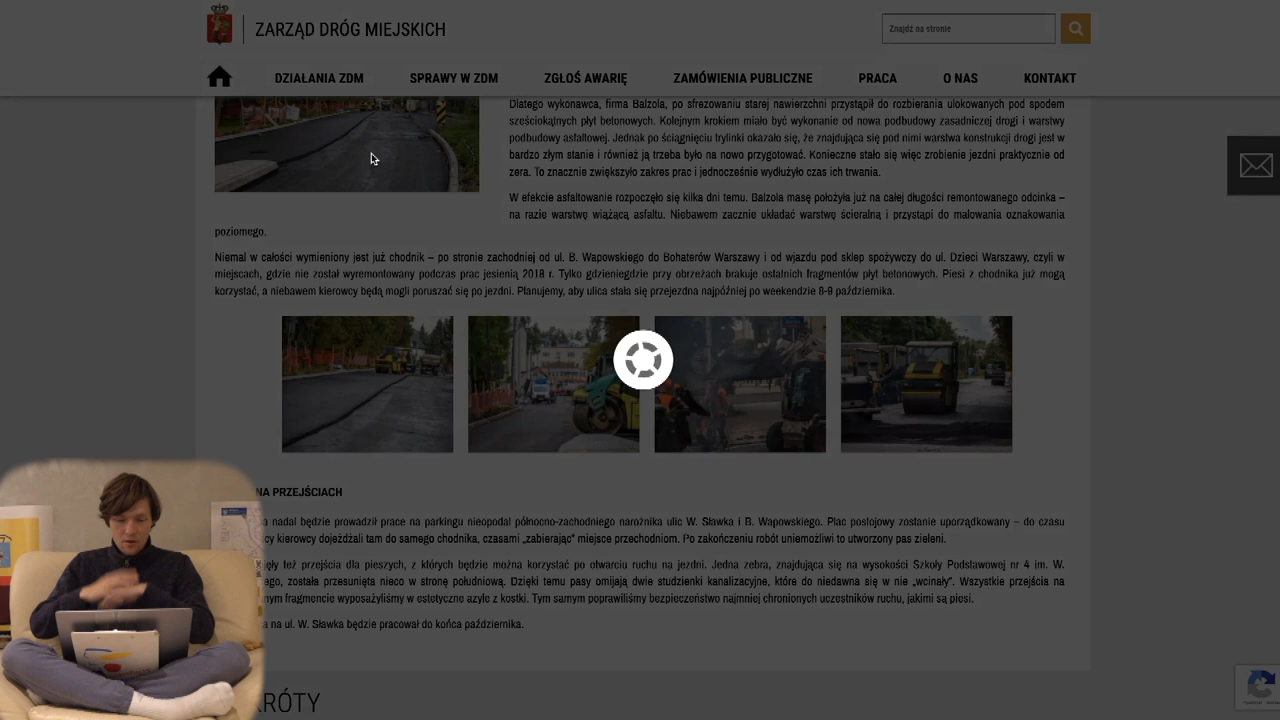 ZARZĄD DRÓG MIEJSKICH
Znajdź na stronie
DZIAŁANIA ZDM SPRAWY W ZDM ZGŁOŚ AWARIĘ ZAMÓWIENIA PUBLICZNE PRACA O NAS KONTAKT
Dlatego wykonawca, firma Balzola, po sfrezowaniu starej nawierzchni przystąpił do rozbierania ulokowanych pod spodem
sześciokątnych płyt betonowych. Kolejnym krokiem miało być wykonanie od nowa podbudowy zasadniczej drogi i warstwy
podbudowy asfaltowej. Jednak po ściągnięciu trylinki okazało się, że znajdująca się pod nimi warstwa konstrukcji drogi jest w
bardzo złym stanie i również ją trzeba było na nowo przygotować. Konieczne stało się więc zrobienie jezdni praktycznie od
zera. To znacznie zwiększyło zakres prac i jednocześnie wydłużyło czas ich trwania.
W efekcie asfaltowanie rozpoczęło się kilka dni temu. Balzola masę położyła już na całej długości remontowanego odcinka –
na razie warstwę wiążącą asfaltu. Niebawem zacznie układać warstwę ścieralną i przystąpi do malowania oznakowania
poziomego.
Niemal w całości wymieniony jest już chodnik – po stronie zachodniej od ul. B. Wapowskiego do Bohaterów Warszawy i od wjazdu pod sklep spożywczy do ul. Dzieci Warszawy, czyli w
miejscach, gdzie nie został wyremontowany podczas prac jesienią 2018 r. Tylko gdzieniegdzie przy obrzeżach brakuje ostatnich fragmentów płyt betonowych. Piesi z chodnika już mogą
korzystać, a niebawem kierowcy będą mogli poruszać się po jezdni. Planujemy, aby ulica stała się przejezdna najpóźniej po weekendzie 8-9 października.
NA PRZEJŚCIACH
nadal będzie prowadził prace na parkingu nieopodal północno-zachodniego narożnika ulic W. Sławka i B. Wapowskiego. Plac postojowy zostanie uporządkowany – do czasu
kierowcy dojeżdżali tam do samego chodnika, czasami „zabierając” miejsce przechodniom. Po zakończeniu robót uniemożliwi to utworzony pas zieleni.
też przejścia dla pieszych, z których będzie można korzystać po otwarciu ruchu na jezdni. Jedna zebra, znajdująca się na wysokości Szkoły Podstawowej nr 4 im. W.
została przesunięta nieco w stronę południową. Dzięki temu pasy omijają dwie studzienki kanalizacyjne, które do niedawna się w nie „wcinały”. Wszystkie przejścia na
fragmencie wyposażyliśmy w estetyczne azyle z kostki. Tym samym poprawiliśmy bezpieczeństwo najmniej chronionych uczestników ruchu, jakimi są piesi.
na ul. W. Sławka będzie pracował do końca października.
RÓTY